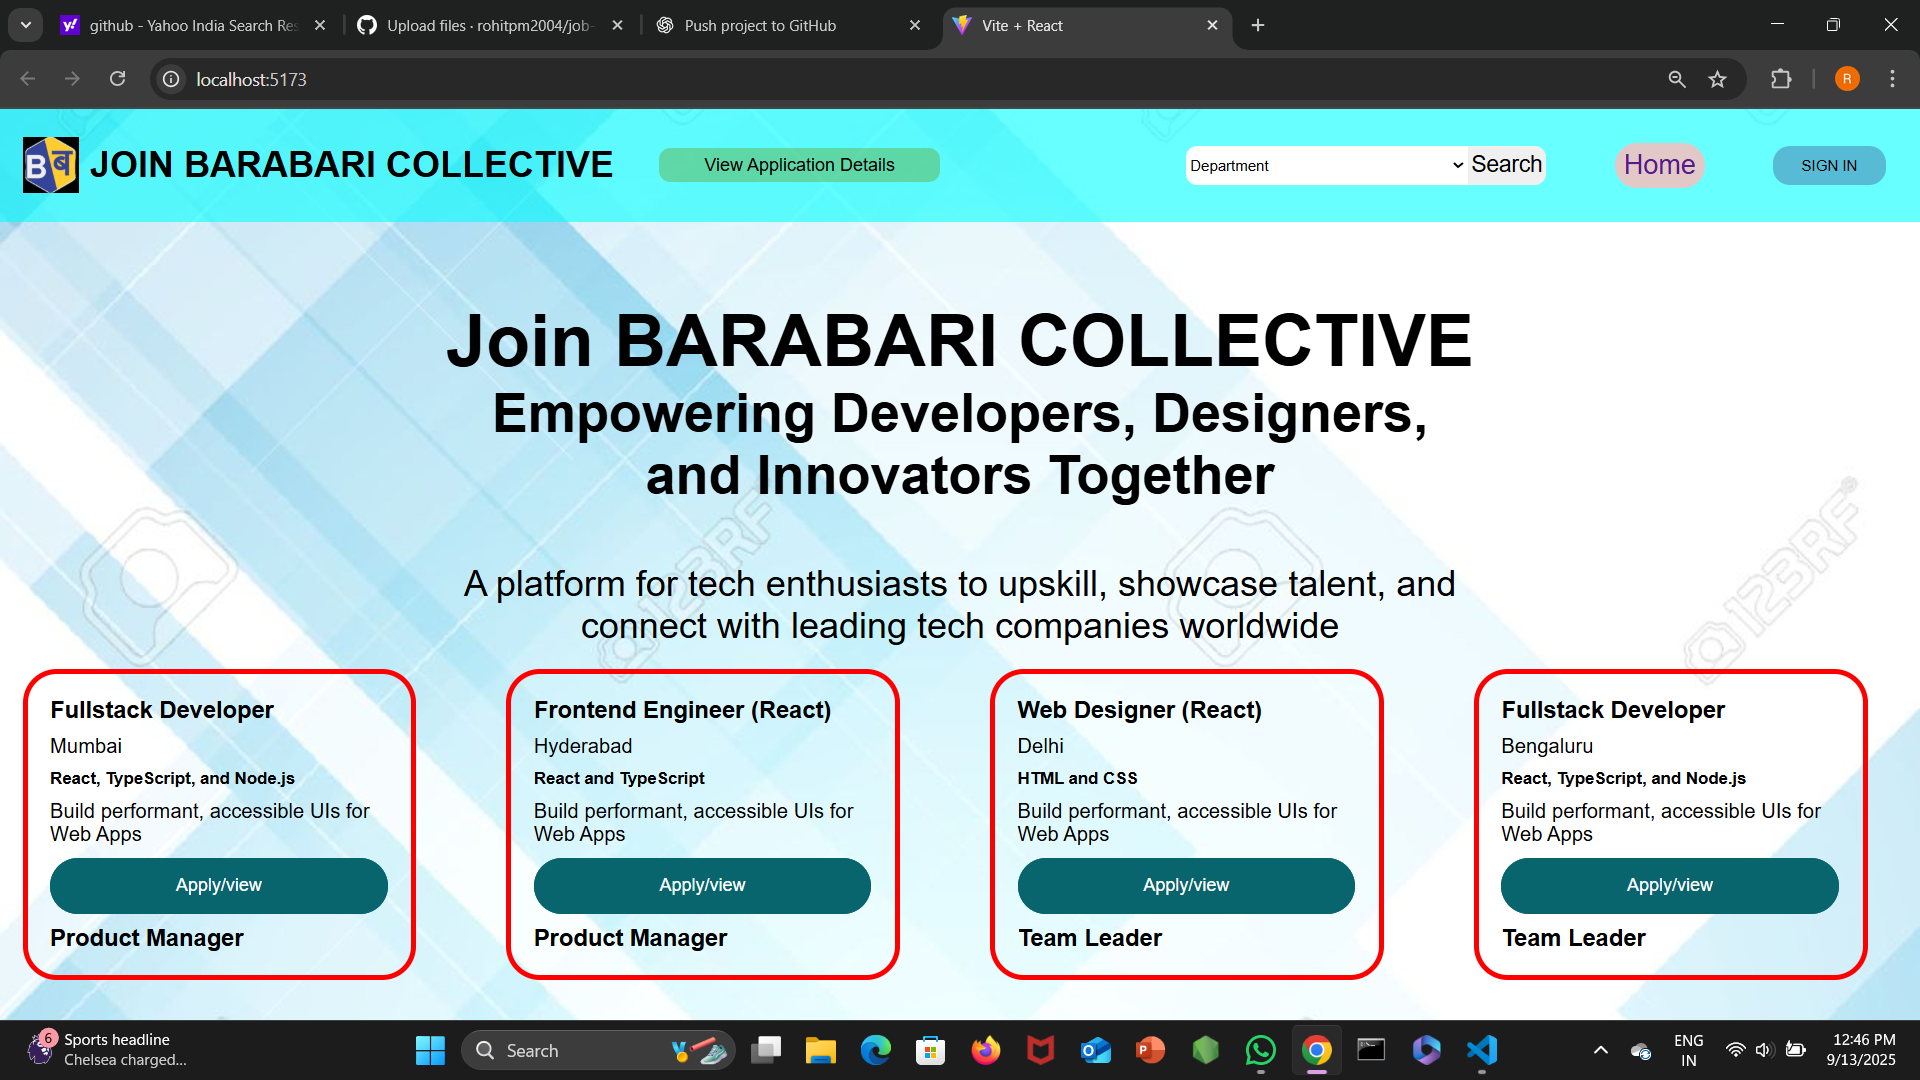 github - Yahoo India Search Res
Upload files · rohitpm2004/job-
Push project to GitHub
Vite + React
localhost:5173
R
B ब
JOIN BARABARI COLLECTIVE
View Application Details
Department
Search
Home
SIGN IN
Join BARABARI COLLECTIVE
Empowering Developers, Designers,
and Innovators Together
A platform for tech enthusiasts to upskill, showcase talent, and
connect with leading tech companies worldwide
123RF
123RF
Fullstack Developer
Mumbai
React, TypeScript, and Node.js
Build performant, accessible UIs for
Web Apps
Apply/view
Product Manager
Frontend Engineer (React)
Hyderabad
React and TypeScript
Build performant, accessible UIs for
Web Apps
Apply/view
Product Manager
Web Designer (React)
Delhi
HTML and CSS
Build performant, accessible UIs for
Web Apps
Apply/view
Team Leader
Fullstack Developer
Bengaluru
React, TypeScript, and Node.js
Build performant, accessible UIs for
Web Apps
Apply/view
Team Leader
6
Sports headline
Chelsea charged...
Search
ENG
IN
12:46 PM
9/13/2025